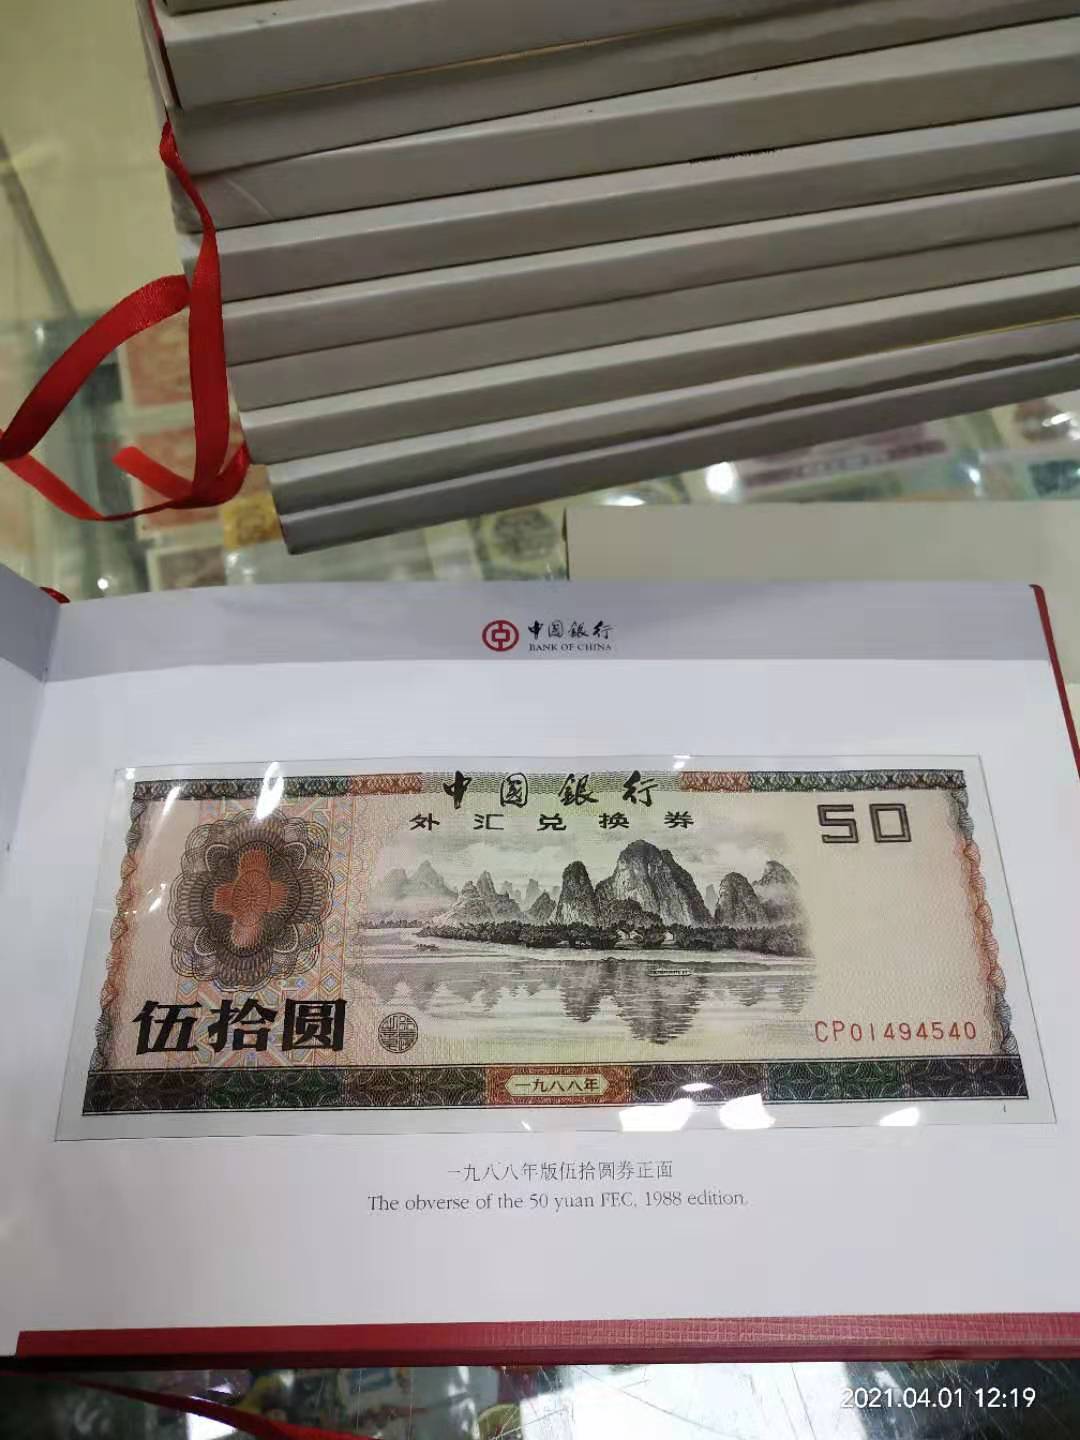 中国銀行
BANK OF CHINA
中国銀行
外汇兑换券
50
伍拾圆
CP01494540
一九八八年
一九八八年版伍拾圆券正面
The obverse of the 50 yuan FEC, 1988 edition.
2021.04.01 12:19